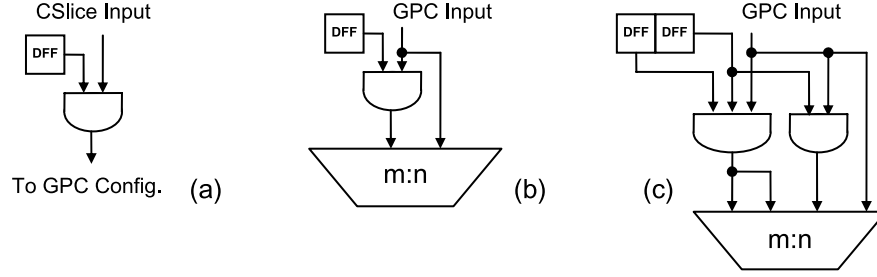 CSlice Input
DFF
To GPC Config.
(a)
GPC Input
DFF
m:n
(b)
GPC Input
DFF DFF
m:n
(c)